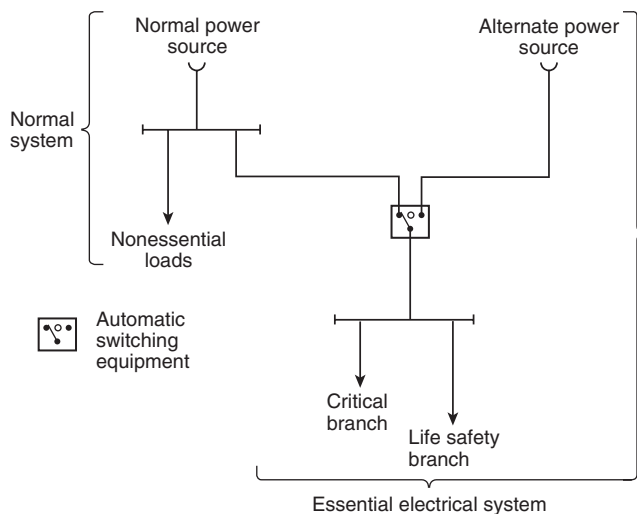 Normal power
source
Alternate power
source
Normal
system
Nonessential
loads
Automatic
switching
equipment
Critical
branch
Life safety
branch
Essential electrical system